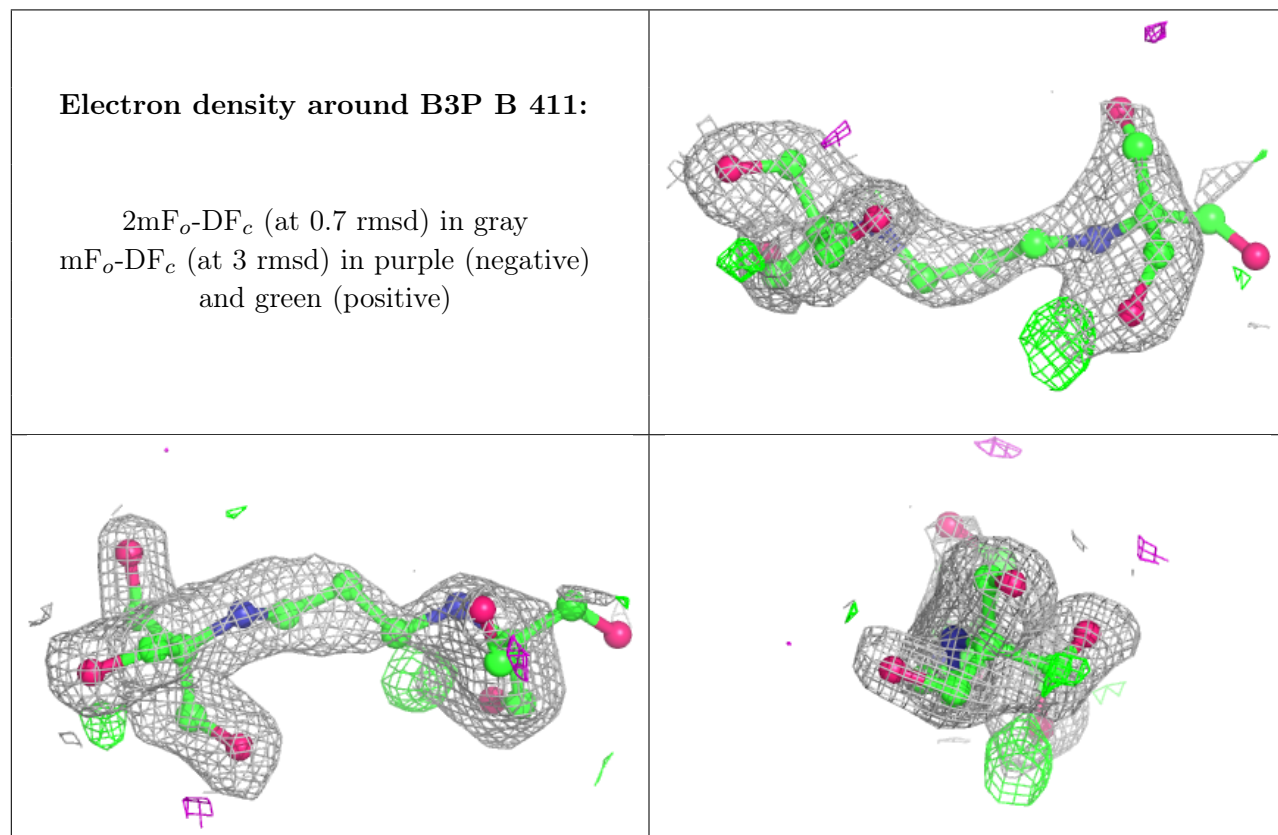 Electron density around B3P B 411:
2mFo-DFc (at 0.7 rmsd) in gray
mFo-DFc (at 3 rmsd) in purple (negative)
and green (positive)